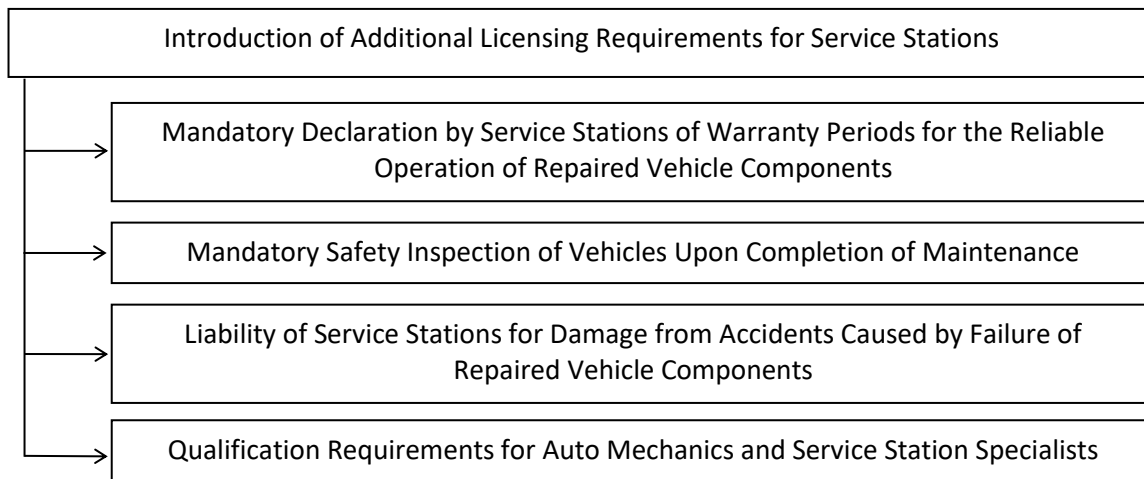 Introduction of Additional Licensing Requirements for Service Stations
Mandatory Declaration by Service Stations of Warranty Periods for the Reliable
Operation of Repaired Vehicle Components
Mandatory Safety Inspection of Vehicles Upon Completion of Maintenance
Liability of Service Stations for Damage from Accidents Caused by Failure of
Repaired Vehicle Components
Qualification Requirements for Auto Mechanics and Service Station Specialists